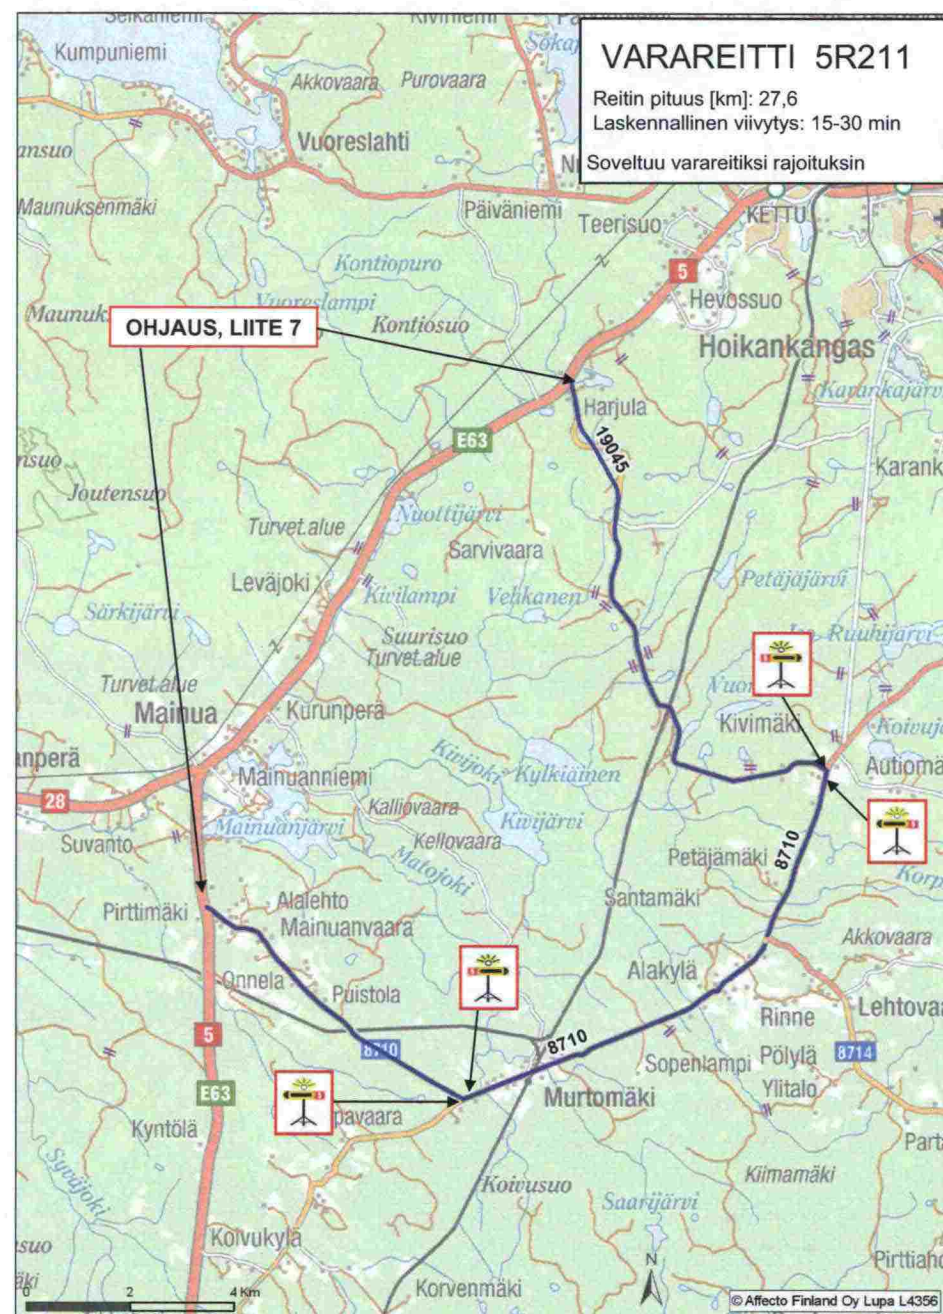 Kumpuniemi
Akkovaara
Purovaara
VARAREITTI 5R211
Reitin pituus [km]: 27,6
Laskennallinen viivytys: 15-30 min
Soveltuu varareitiksi rajoituksin
Vuoreslahti
Maunuksenmäki
Päiväniemi
Teerisuo
KETTU
Kontiopuro
5
Vuoreslampi
Hevossuo
OHJAUS, LIITE 7
Kontiosuo
Hoikankangas
Karankajärvi
Harjula
E63
19045
Joutensuo
Turvet.alue
Nuottijärvi
Sarvivaara
Leväjoki
Kivilampi
Vehkanen
Petäjäjärvi
Särkijärvi
Suurisuo
Turvet.alue
Turvet.alue
Mainua
Kurunperä
Kivimäki
Mainuanniemi
Kivijoki
Kylkiäinen
28
Kalliovaara
Suvanto
Mainuanjärvi
Kellovaara
Kivijärvi
Matojoki
Petäjämäki
8710
Santamäki
Pirttimäki
Alalehto
Mainuanvaara
Akkovaara
Alakylä
Onnela
Puistola
Rinne
5
8710
8710
Sopenlampi
Pölylä
8714
Ylitalo
E63
Murtomäki
Kyntölä
Kiimamäki
Koivusuo
Syväjoki
Saarijärvi
Koivukylä
N
Korvenmäki
0 2 4 Km
© Affecto Finland Oy Lupa L4356